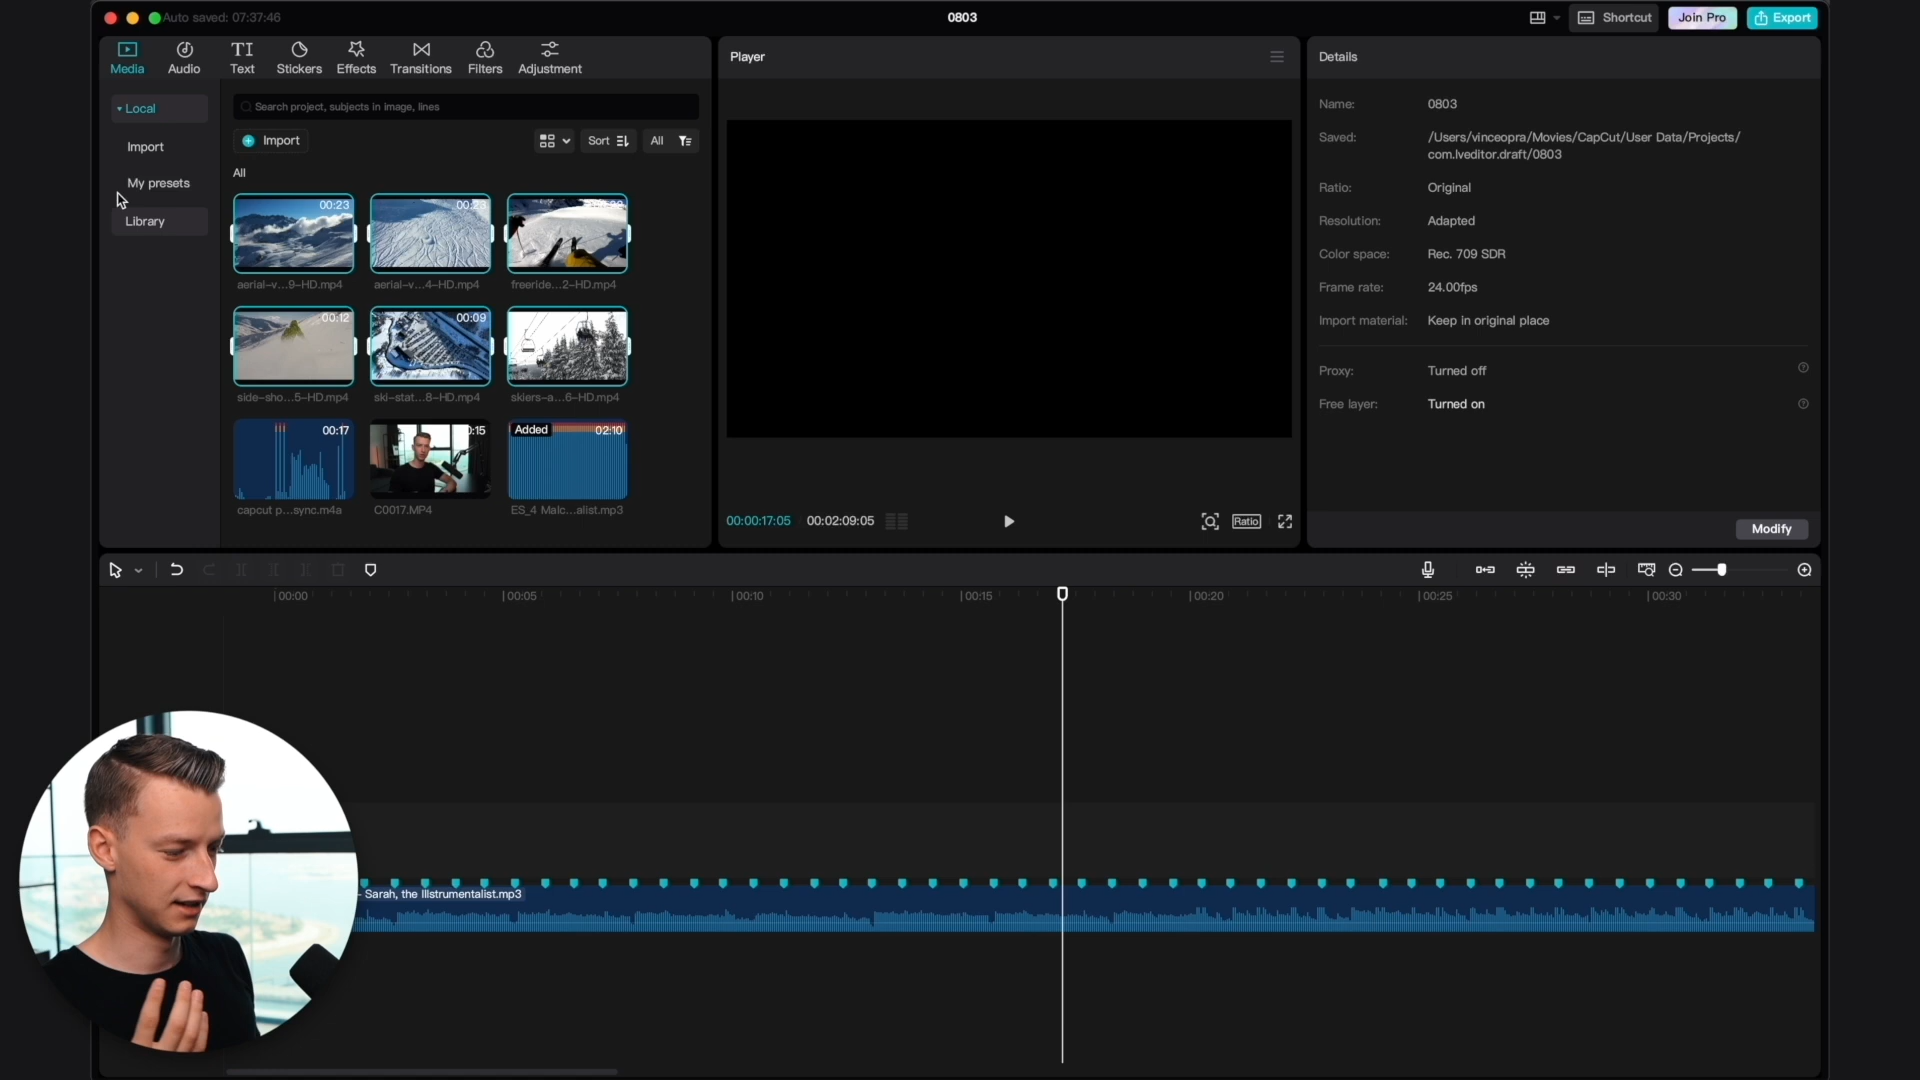 Auto saved: 07:37:46
0803
Shortcut
Join Pro
Export
Media
Audio
TI
Text
Stickers
Effects
Transitions
Filters
Adjustment
Player
Details
Local
Import
My presets
Library
Search project, subjects in image, lines
Import
Sort
All
All
00:23
00:23
aerial-v...9-HD.mp4
aerial-v...4-HD.mp4
freeride...2-HD.mp4
00:12
00:09
side-sho...5-HD.mp4
ski-stat...8-HD.mp4
skiers-a...6-HD.mp4
00:17
:15
Added
02:10
capcut p...sync.m4a
C0017.MP4
ES_4 Malc...alist.mp3
00:00:17:05
00:02:09:05
Ratio
Name:
0803
Saved:
/Users/vinceopra/Movies/CapCut/User Data/Projects/
com.lveditor.draft/0803
Ratio:
Original
Resolution:
Adapted
Color space:
Rec. 709 SDR
Frame rate:
24.00fps
Import material:
Keep in original place
Proxy:
Turned off
Free layer:
Turned on
Modify
00:00
00:05
00:10
00:15
00:20
00:25
00:30
- Sarah, the Illstrumentalist.mp3